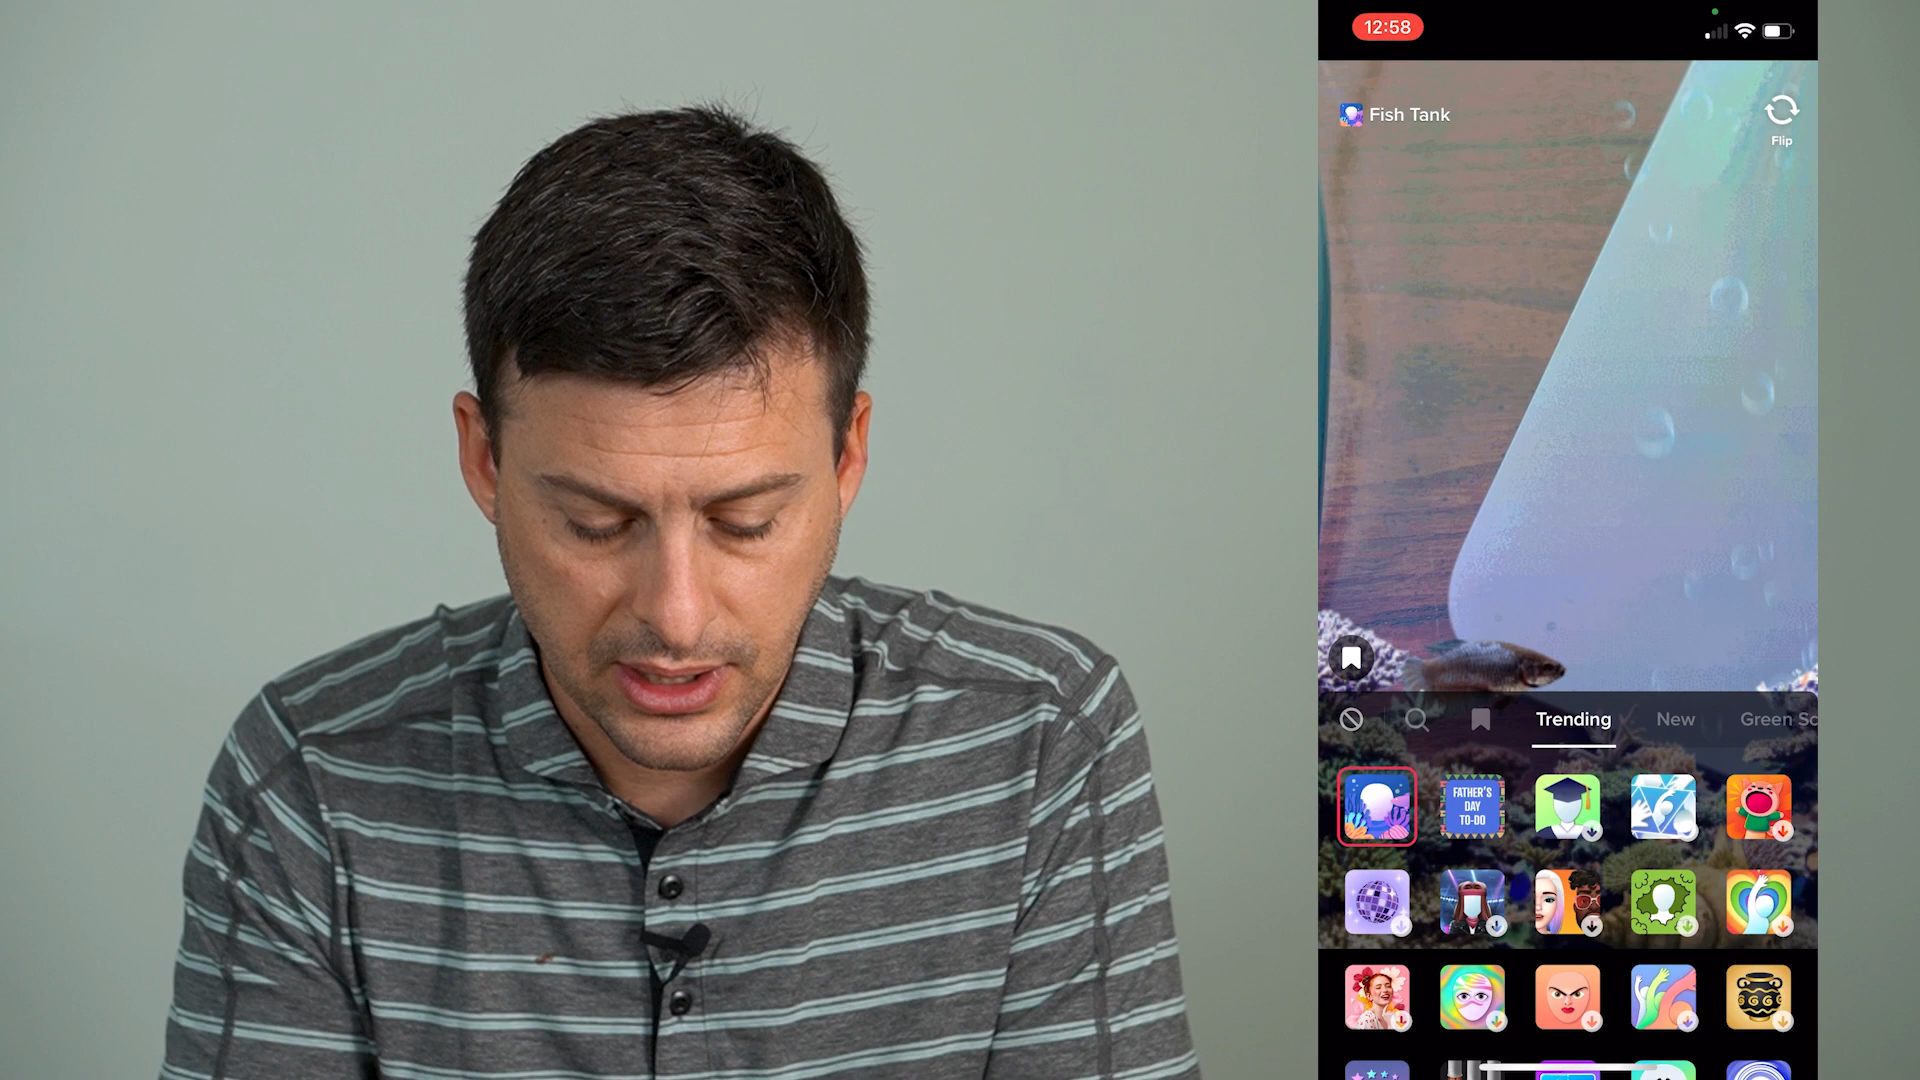 12:58
Fish Tank
Flip
Trending
New
Green Sc
FATHER'S
DAY
TO-DO